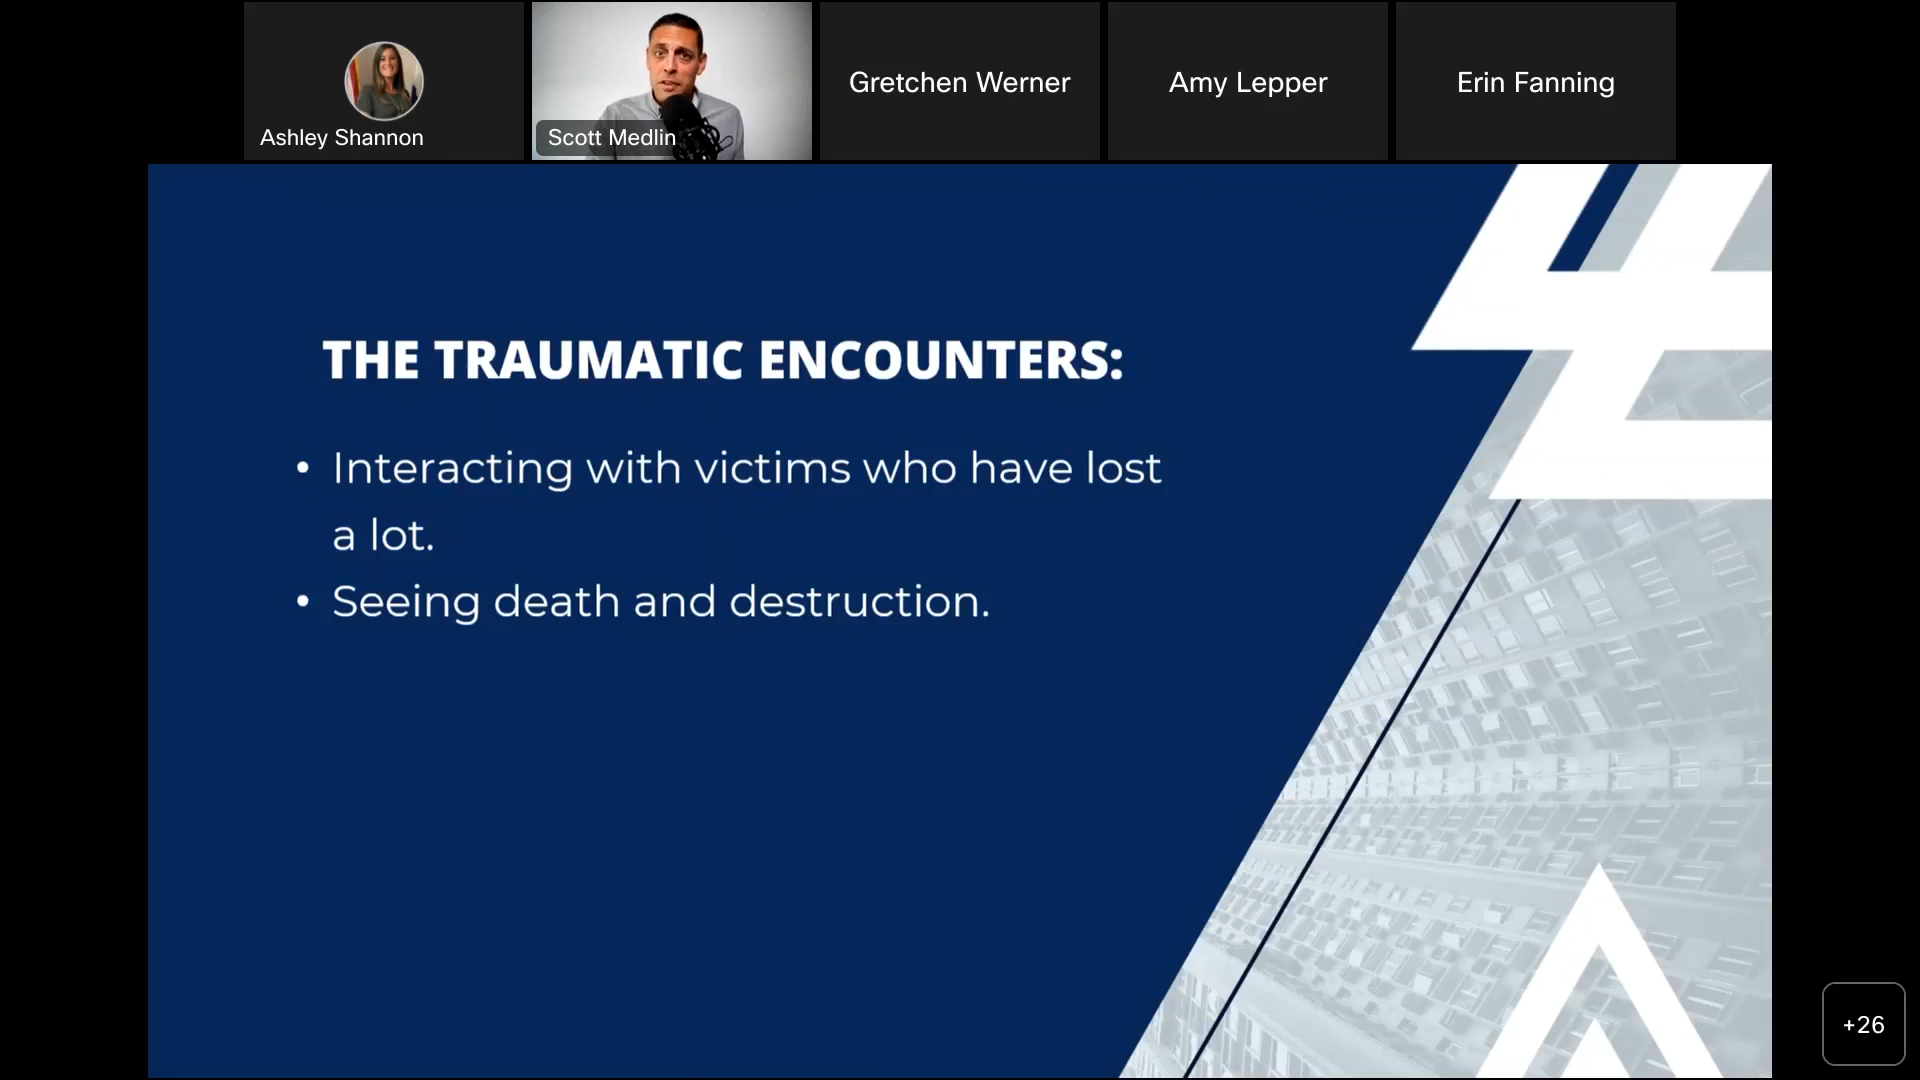 Ashley Shannon
Scott Medlin
Gretchen Werner
Amy Lepper
Erin Fanning
THE TRAUMATIC ENCOUNTERS:
• Interacting with victims who have lost
a lot.
• Seeing death and destruction.
+26